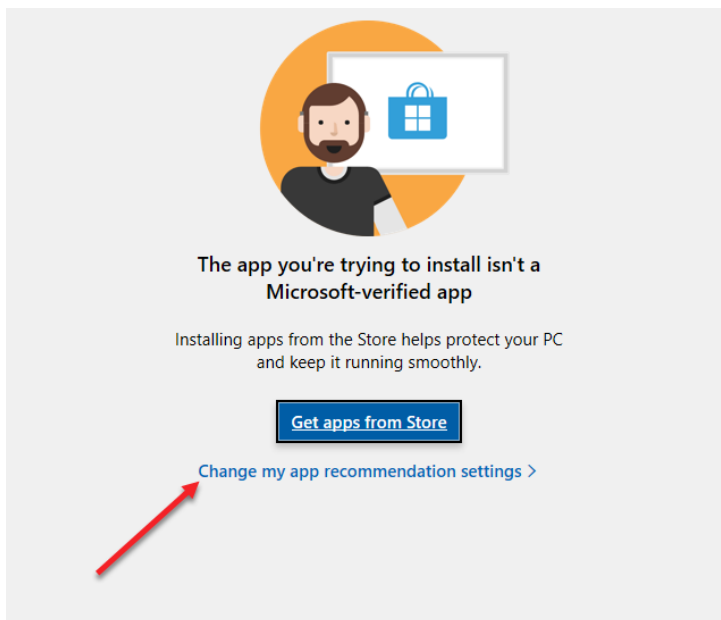 The app you're trying to install isn't a
Microsoft-verified app
Installing apps from the Store helps protect your PC
and keep it running smoothly.
Get apps from Store
Change my app recommendation settings >